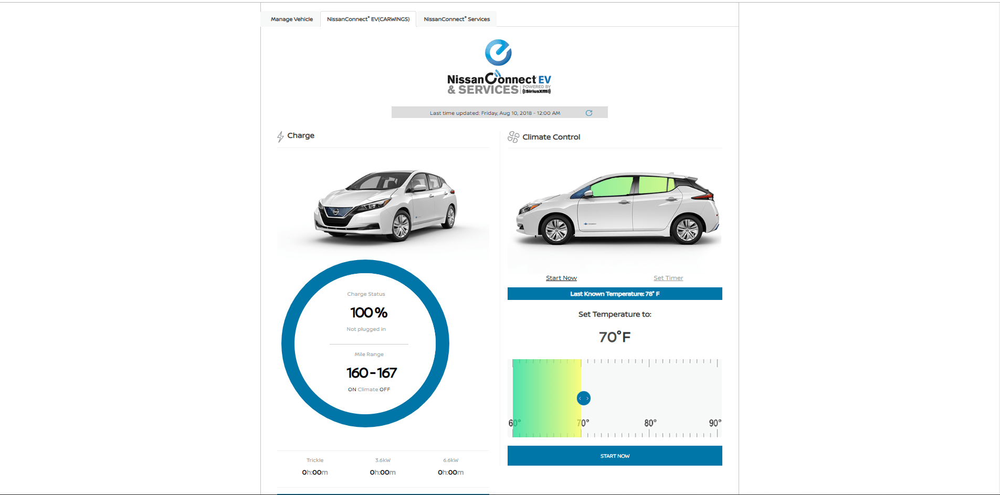 Manage Vehicle
NissanConnect® EV(CARWINGS)
NissanConnect® Services
NissanConnect EV
& SERVICES
POWERED BY
SiriusXM
Last time updated: Friday, Aug 10, 2018 - 12:00 AM
Charge
Charge Status
100 %
Not plugged in
Mile Range
160 - 167
ON Climate OFF
Trickle
3.6kW
6.6kW
0h:00m
0h:00m
0h:00m
Climate Control
Start Now
Set Timer
Last Known Temperature: 78° F
Set Temperature to:
70°F
60°
70°
80°
90°
START NOW